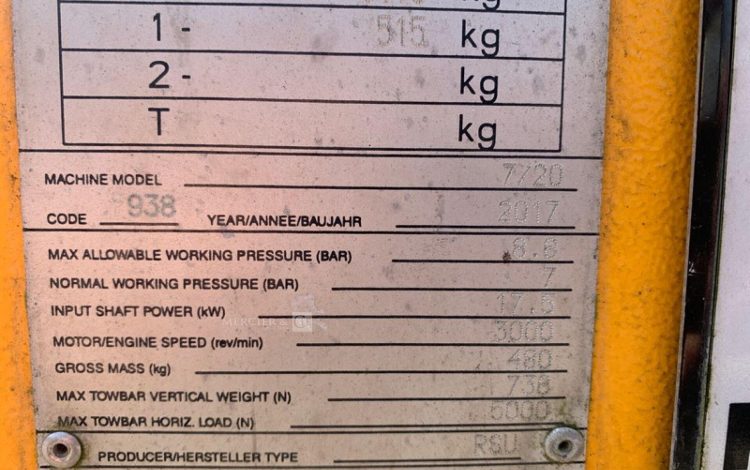 kg
1- 515 kg
2- kg
T kg
MACHINE MODEL 7/20
CODE 938 YEAR/ANNEE/BAUJAHR 2017
MAX ALLOWABLE WORKING PRESSURE (BAR) 8.6
NORMAL WORKING PRESSURE (BAR) 7
INPUT SHAFT POWER (kW) 17.5
MERCIER &
MOTOR/ENGINE SPEED (rev/min) 3000
GROSS MASS (kg) 480
MAX TOWBAR VERTICAL WEIGHT (N) 738
MAX TOWBAR HORIZ. LOAD (N) 6000
PRODUCER/HERSTELLER TYPE RSU